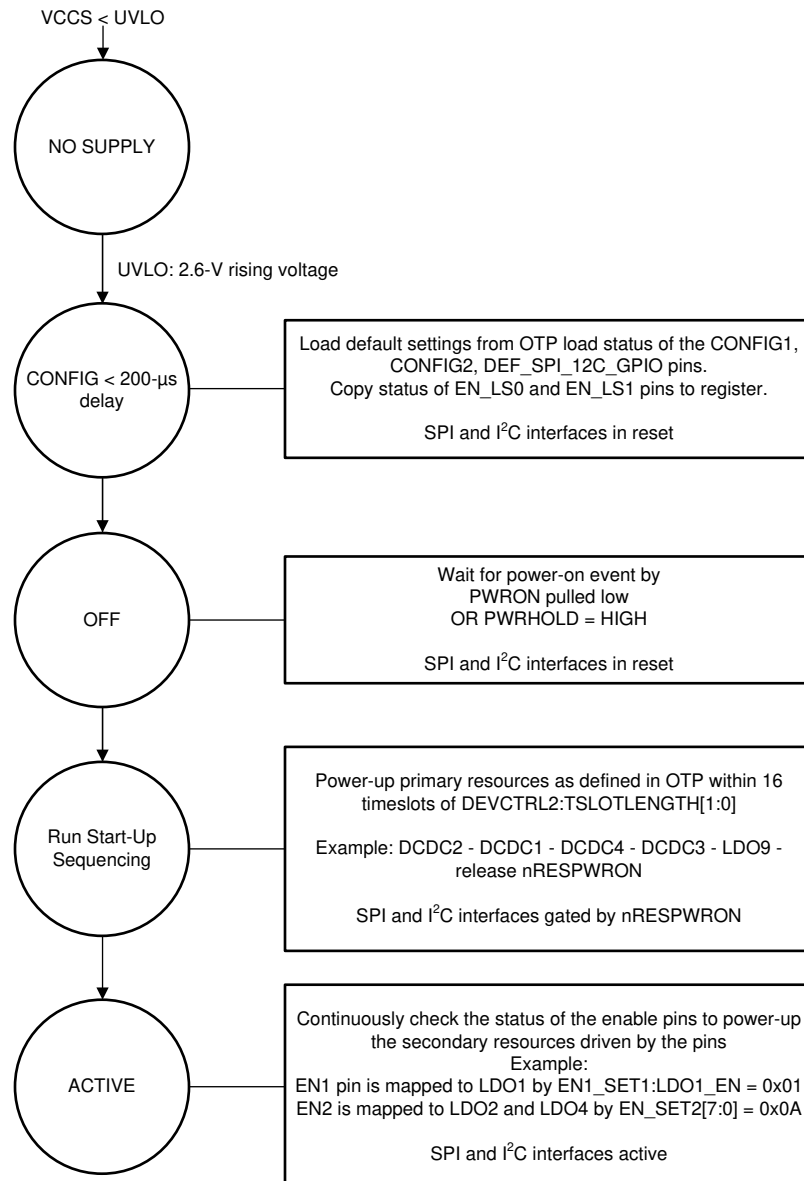 VCCS < UVLO
NO SUPPLY
UVLO: 2.6-V rising voltage
CONFIG < 200-µs
delay
Load default settings from OTP load status of the CONFIG1,
CONFIG2, DEF_SPI_12C_GPIO pins.
Copy status of EN_LS0 and EN_LS1 pins to register.
SPI and I²C interfaces in reset
OFF
Wait for power-on event by
PWRON pulled low
OR PWRHOLD = HIGH
SPI and I²C interfaces in reset
Run Start-Up
Sequencing
Power-up primary resources as defined in OTP within 16
timeslots of DEVCTRL2:TSLOTLENGTH[1:0]
Example: DCDC2 - DCDC1 - DCDC4 - DCDC3 - LDO9 -
release nRESPWRON
SPI and I²C interfaces gated by nRESPWRON
ACTIVE
Continuously check the status of the enable pins to power-up
the secondary resources driven by the pins
Example:
EN1 pin is mapped to LDO1 by EN1_SET1:LDO1_EN = 0x01
EN2 is mapped to LDO2 and LDO4 by EN_SET2[7:0] = 0x0A
SPI and I²C interfaces active